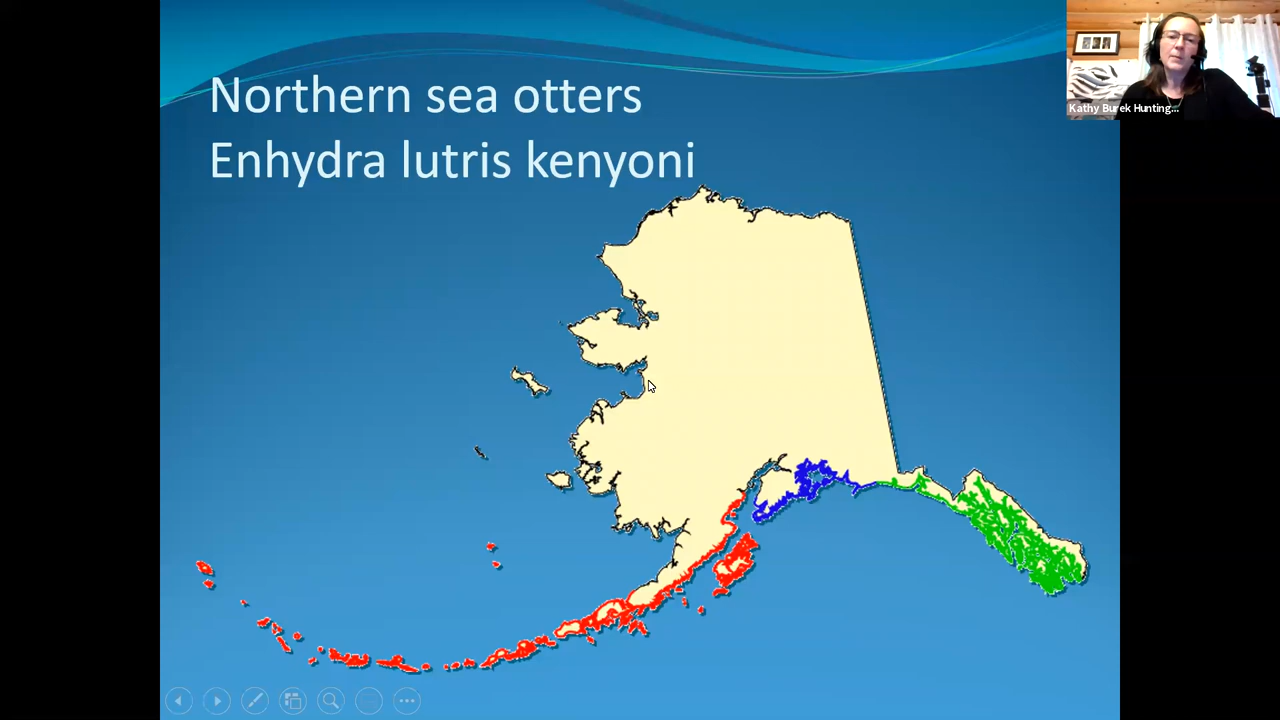 Northern sea otters
Enhydra lutris kenyoni
Kathy Burek Hunting...